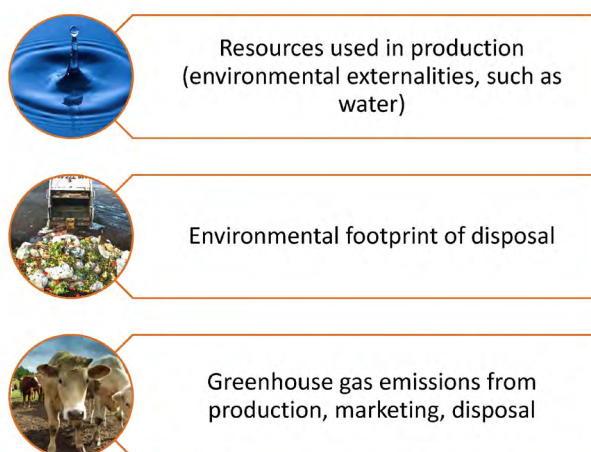 Resources used in production
(environmental externalities, such as
water)
Environmental footprint of disposal
Greenhouse gas emissions from
production, marketing, disposal